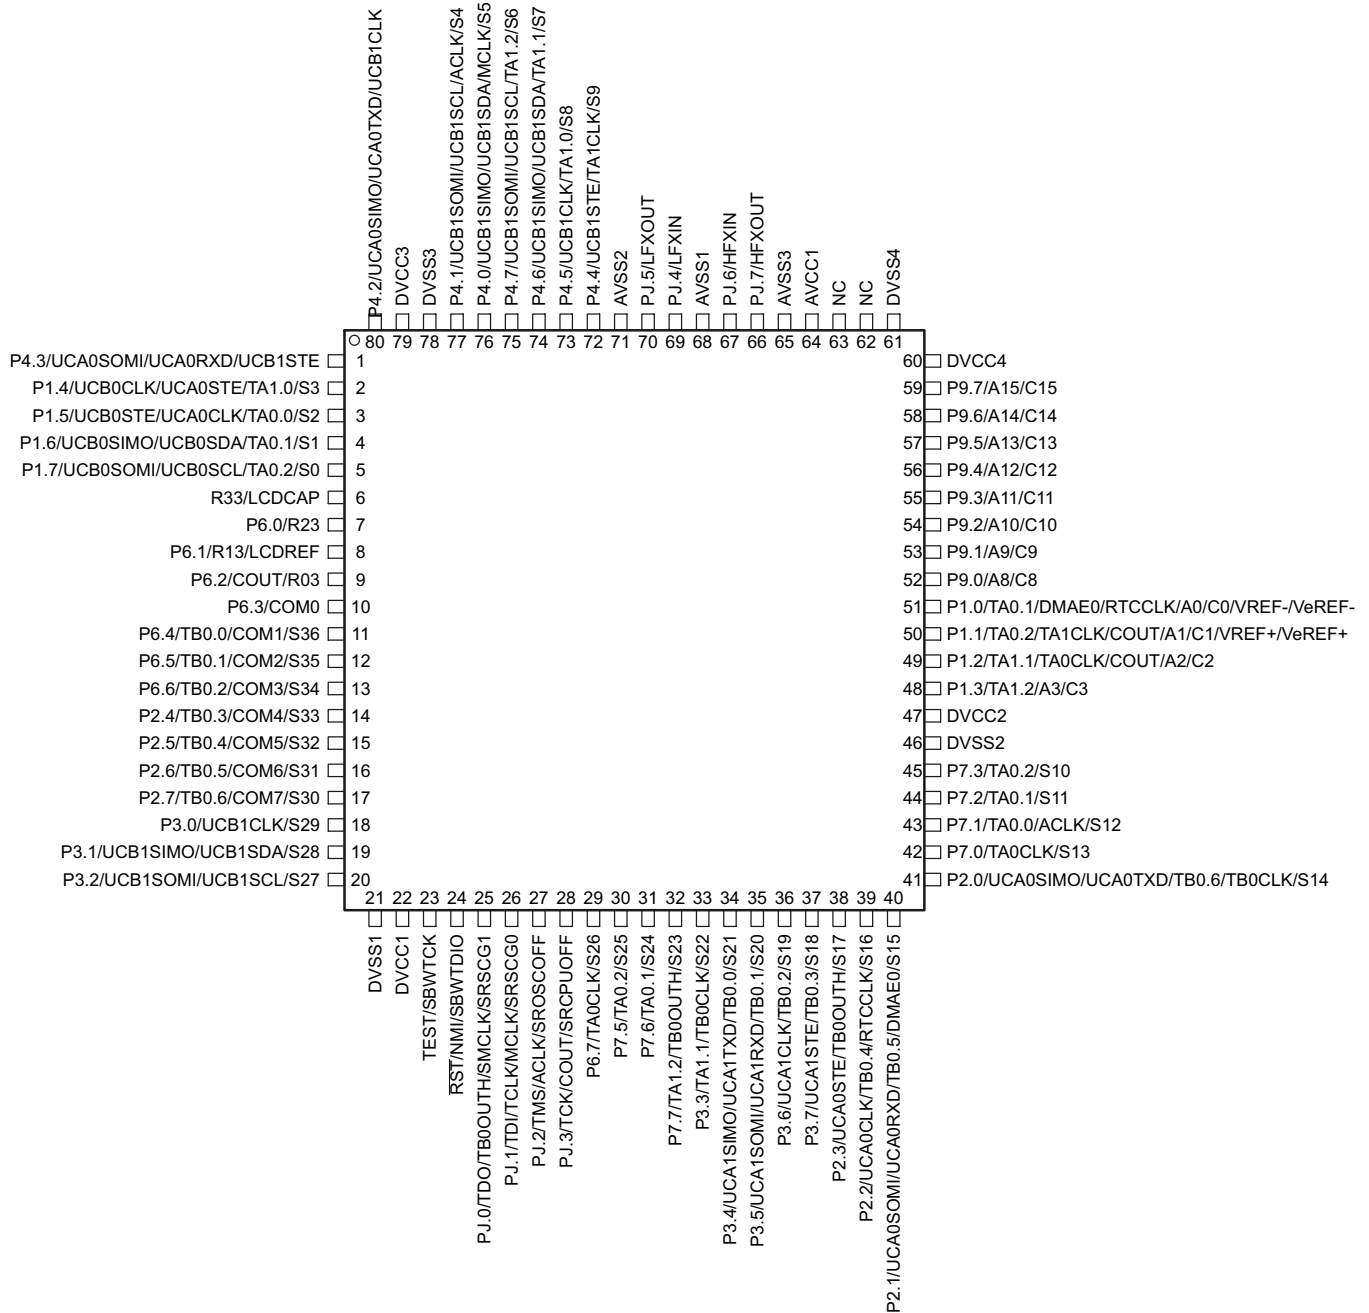 P4.2/UCA0SIMO/UCA0TXD/UCB1CLK
DVCC3
DVSS3
P4.1/UCB1SOMI/UCB1SCL/ACLK/S4
P4.0/UCB1SIMO/UCB1SDA/MCLK/S5
P4.7/UCB1SOMI/UCB1SCL/TA1.2/S6
P4.6/UCB1SIMO/UCB1SDA/TA1.1/S7
P4.5/UCB1CLK/TA1.0/S8
P4.4/UCB1STE/TA1CLK/S9
AVSS2
PJ.5/LFXOUT
PJ.4/LFXIN
AVSS1
PJ.6/HFXIN
PJ.7/HFXOUT
AVSS3
AVCC1
NC
NC
DVSS4
80 79 78 77 76 75 74 73 72 71 70 69 68 67 66 65 64 63 62 61
P4.3/UCA0SOMI/UCA0RXD/UCB1STE 1
P1.4/UCB0CLK/UCA0STE/TA1.0/S3 2
P1.5/UCB0STE/UCA0CLK/TA0.0/S2 3
P1.6/UCB0SIMO/UCB0SDA/TA0.1/S1 4
P1.7/UCB0SOMI/UCB0SCL/TA0.2/S0 5
R33/LCDCAP 6
P6.0/R23 7
P6.1/R13/LCDREF 8
P6.2/COUT/R03 9
P6.3/COM0 10
P6.4/TB0.0/COM1/S36 11
P6.5/TB0.1/COM2/S35 12
P6.6/TB0.2/COM3/S34 13
P2.4/TB0.3/COM4/S33 14
P2.5/TB0.4/COM5/S32 15
P2.6/TB0.5/COM6/S31 16
P2.7/TB0.6/COM7/S30 17
P3.0/UCB1CLK/S29 18
P3.1/UCB1SIMO/UCB1SDA/S28 19
P3.2/UCB1SOMI/UCB1SCL/S27 20
60 DVCC4
59 P9.7/A15/C15
58 P9.6/A14/C14
57 P9.5/A13/C13
56 P9.4/A12/C12
55 P9.3/A11/C11
54 P9.2/A10/C10
53 P9.1/A9/C9
52 P9.0/A8/C8
51 P1.0/TA0.1/DMAE0/RTCCLK/A0/C0/VREF-/VeREF-
50 P1.1/TA0.2/TA1CLK/COUT/A1/C1/VREF+/VeREF+
49 P1.2/TA1.1/TA0CLK/COUT/A2/C2
48 P1.3/TA1.2/A3/C3
47 DVCC2
46 DVSS2
45 P7.3/TA0.2/S10
44 P7.2/TA0.1/S11
43 P7.1/TA0.0/ACLK/S12
42 P7.0/TA0CLK/S13
41 P2.0/UCA0SIMO/UCA0TXD/TB0.6/TB0CLK/S14
21 22 23 24 25 26 27 28 29 30 31 32 33 34 35 36 37 38 39 40
DVSS1
DVCC1
TEST/SBWTCK
RST/NMI/SBWTDIO
PJ.0/TDO/TB0OUTH/SMCLK/SRSCG1
PJ.1/TDI/TCLK/MCLK/SRSCG0
PJ.2/TMS/ACLK/SROSCOFF
PJ.3/TCK/COUT/SRCPUOFF
P6.7/TA0CLK/S26
P7.5/TA0.2/S25
P7.6/TA0.1/S24
P7.7/TA1.2/TB0OUTH/S23
P3.3/TA1.1/TB0CLK/S22
P3.4/UCA1SIMO/UCA1TXD/TB0.0/S21
P3.5/UCA1SOMI/UCA1RXD/TB0.1/S20
P3.6/UCA1CLK/TB0.2/S19
P3.7/UCA1STE/TB0.3/S18
P2.3/UCA0STE/TB0OUTH/S17
P2.2/UCA0CLK/TB0.4/RTCCLK/S16
P2.1/UCA0SOMI/UCA0RXD/TB0.5/DMAE0/S15